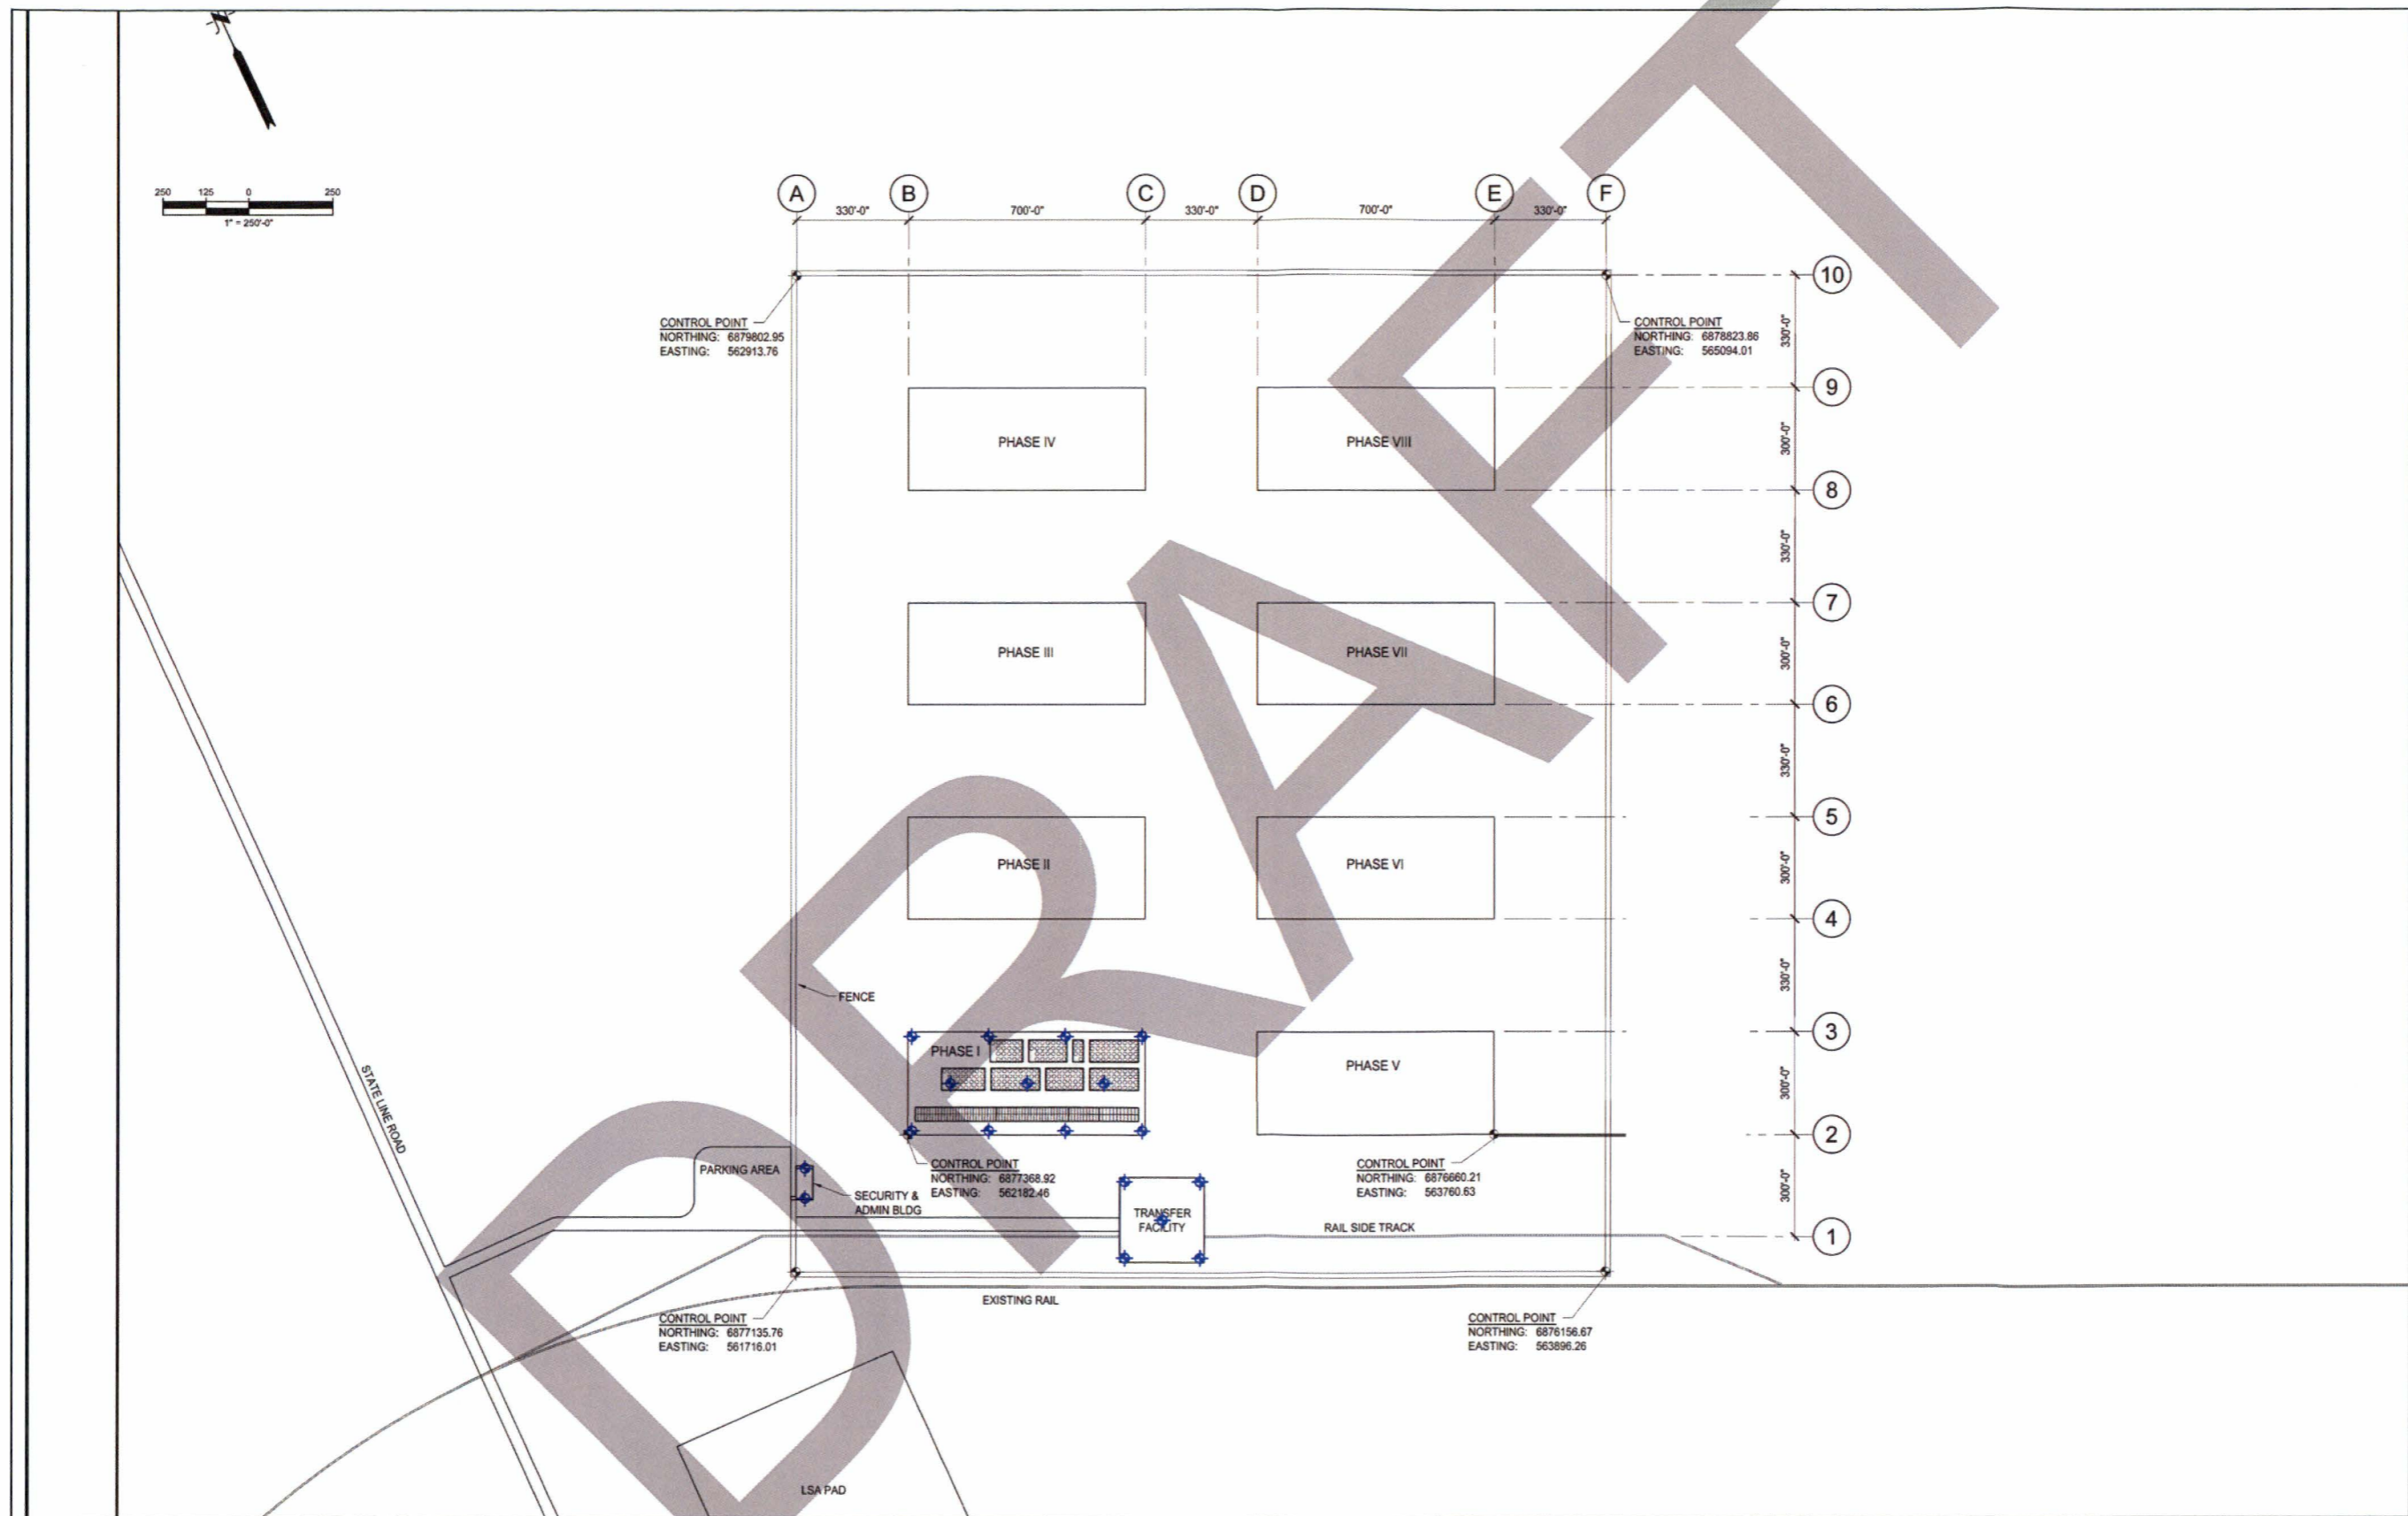 N
250 125 0 250
1" = 250'-0"
A B C D E F
330'-0" 700'-0" 330'-0" 700'-0" 330'-0"
10
330'-0"
9
300'-0"
8
330'-0"
7
300'-0"
6
330'-0"
5
300'-0"
4
330'-0"
3
300'-0"
2
300'-0"
1
CONTROL POINT
NORTHING: 6879802.95
EASTING: 562913.76
CONTROL POINT
NORTHING: 6878823.86
EASTING: 565094.01
PHASE IV
PHASE VIII
PHASE III
PHASE VII
PHASE II
PHASE VI
FENCE
PHASE I
PHASE V
STATE LINE ROAD
PARKING AREA
SECURITY &
ADMIN BLDG
CONTROL POINT
NORTHING: 6877368.92
EASTING: 562182.46
TRANSFER
FACILITY
CONTROL POINT
NORTHING: 6876660.21
EASTING: 563760.63
RAIL SIDE TRACK
EXISTING RAIL
CONTROL POINT
NORTHING: 6877135.76
EASTING: 561716.01
CONTROL POINT
NORTHING: 6876156.67
EASTING: 563896.26
LSA PAD
DRAFT